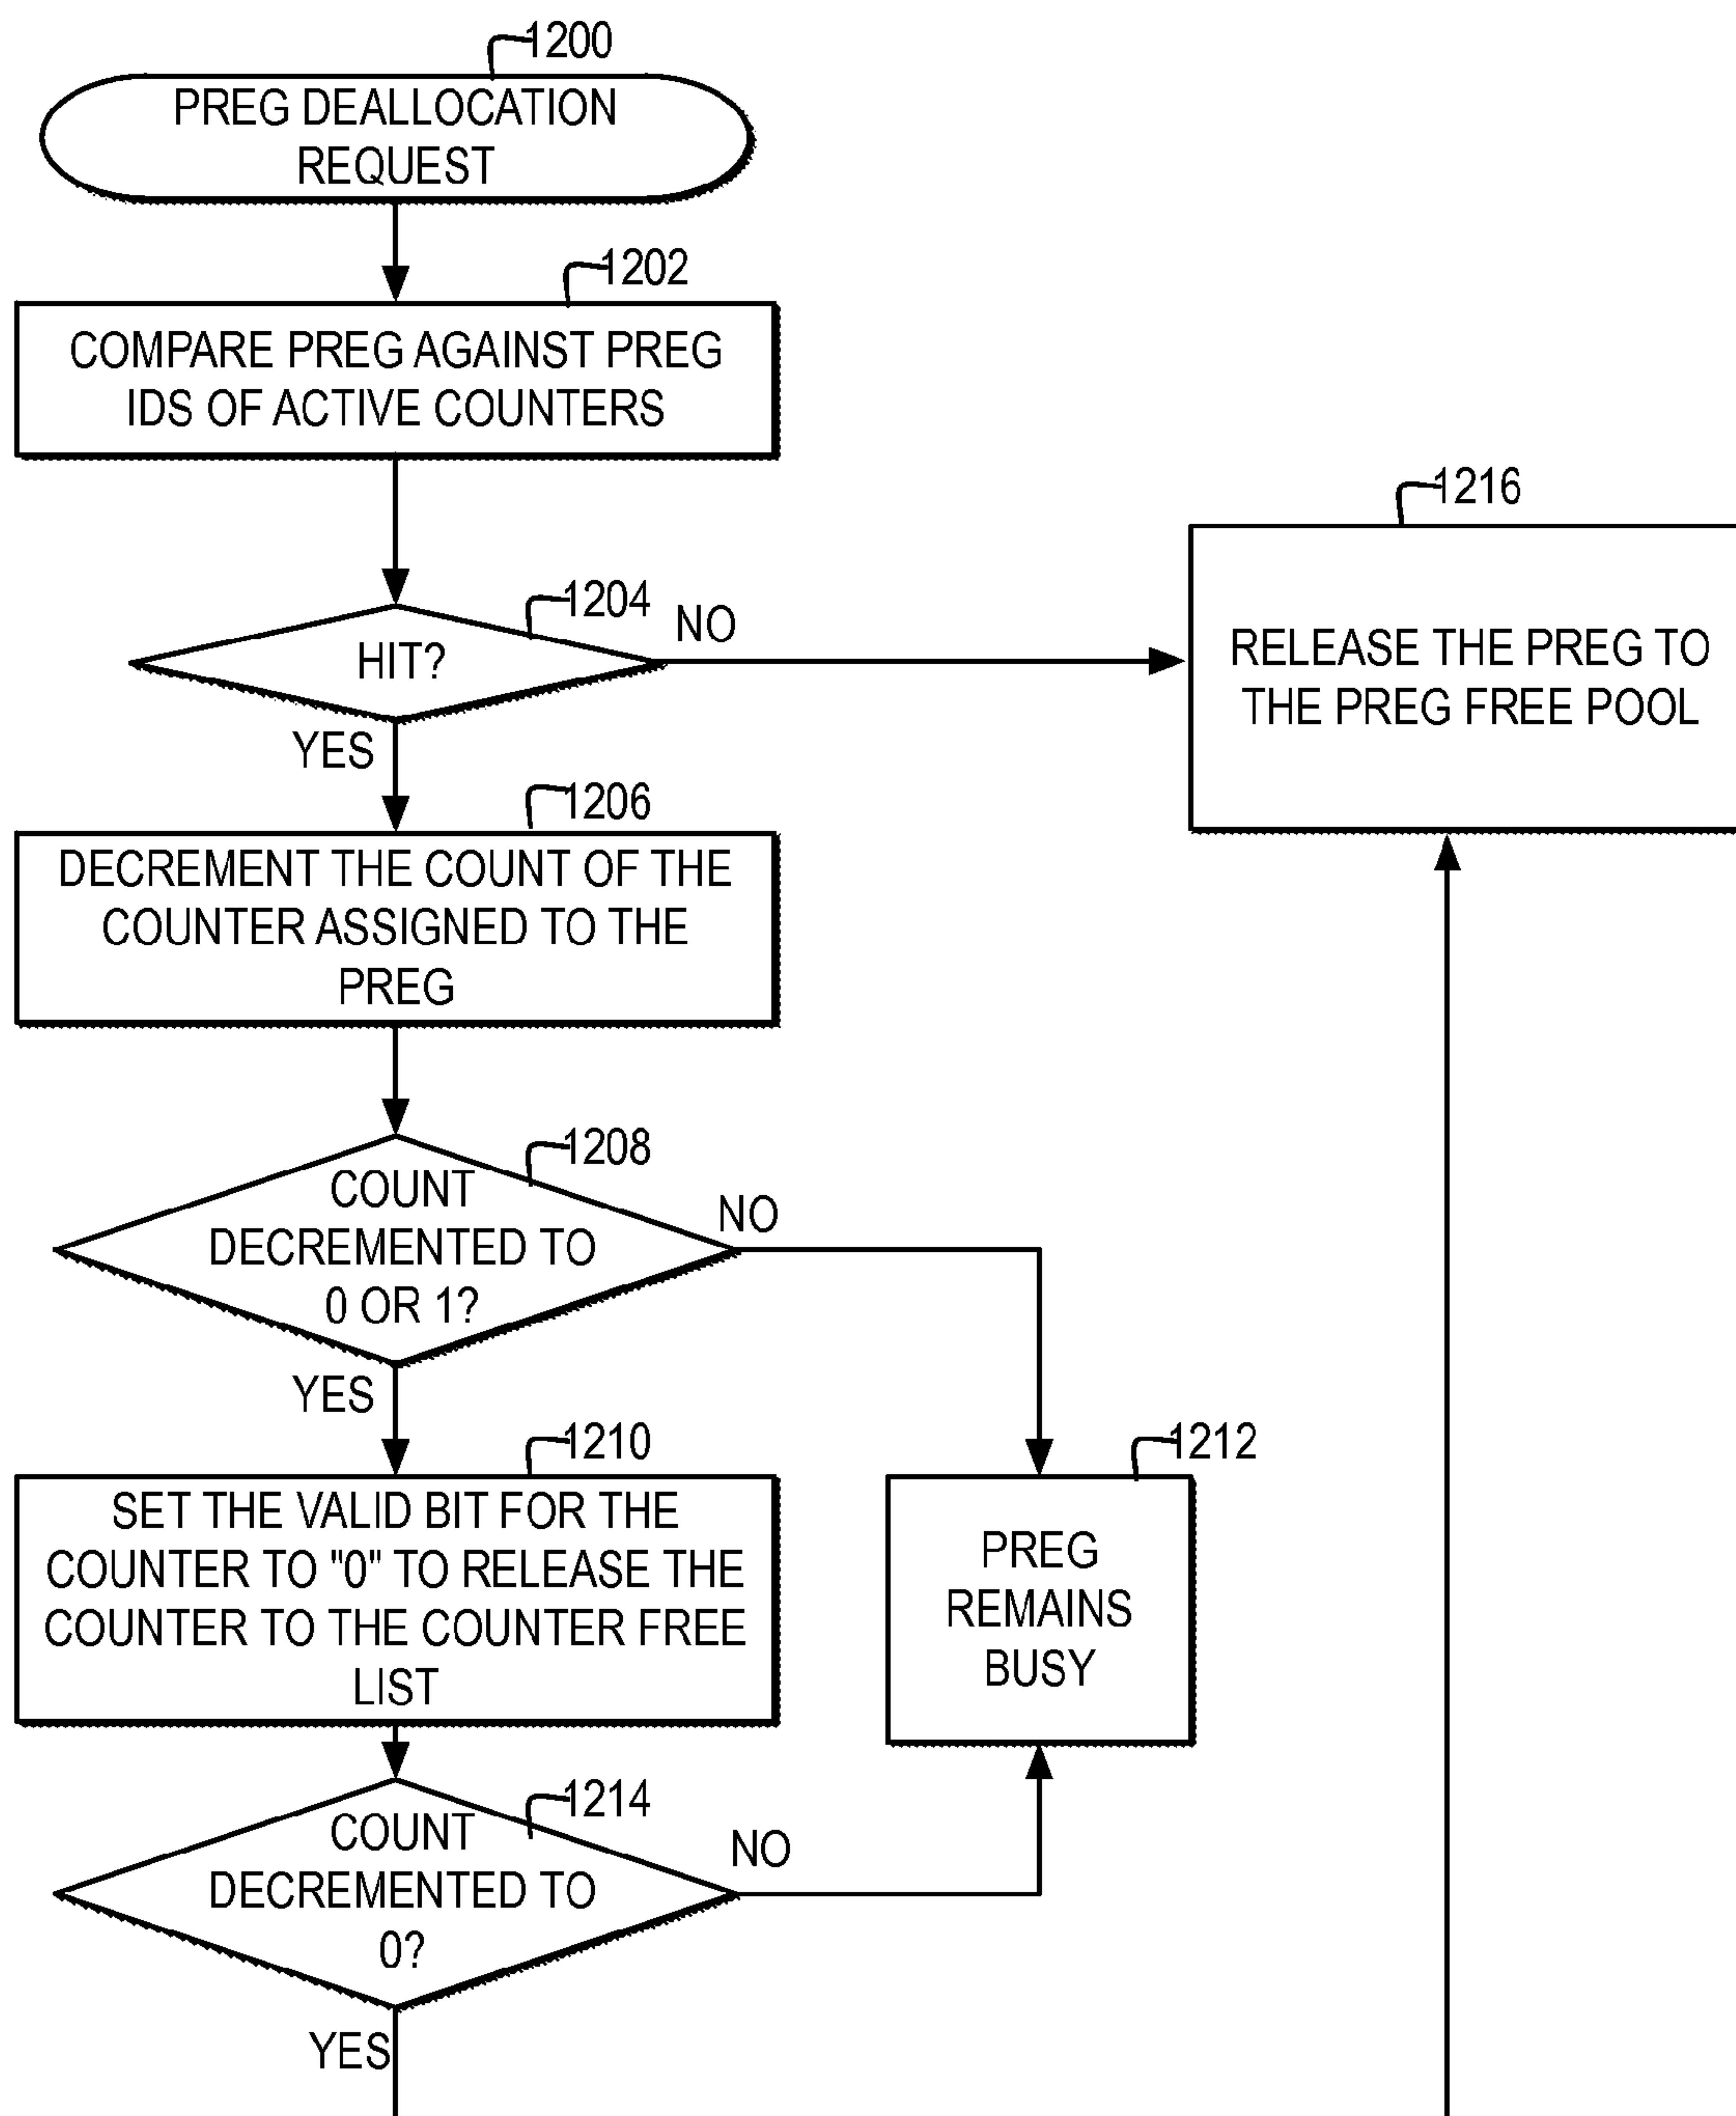 1200
PREG DEALLOCATION
REQUEST
1202
COMPARE PREG AGAINST PREG
IDS OF ACTIVE COUNTERS
1204
HIT?
NO
YES
1216
RELEASE THE PREG TO
THE PREG FREE POOL
1206
DECREMENT THE COUNT OF THE
COUNTER ASSIGNED TO THE
PREG
1208
COUNT
DECREMENTED TO
0 OR 1?
NO
YES
1210
SET THE VALID BIT FOR THE
COUNTER TO "0" TO RELEASE THE
COUNTER TO THE COUNTER FREE
LIST
1212
PREG
REMAINS
BUSY
1214
COUNT
DECREMENTED TO
0?
NO
YES